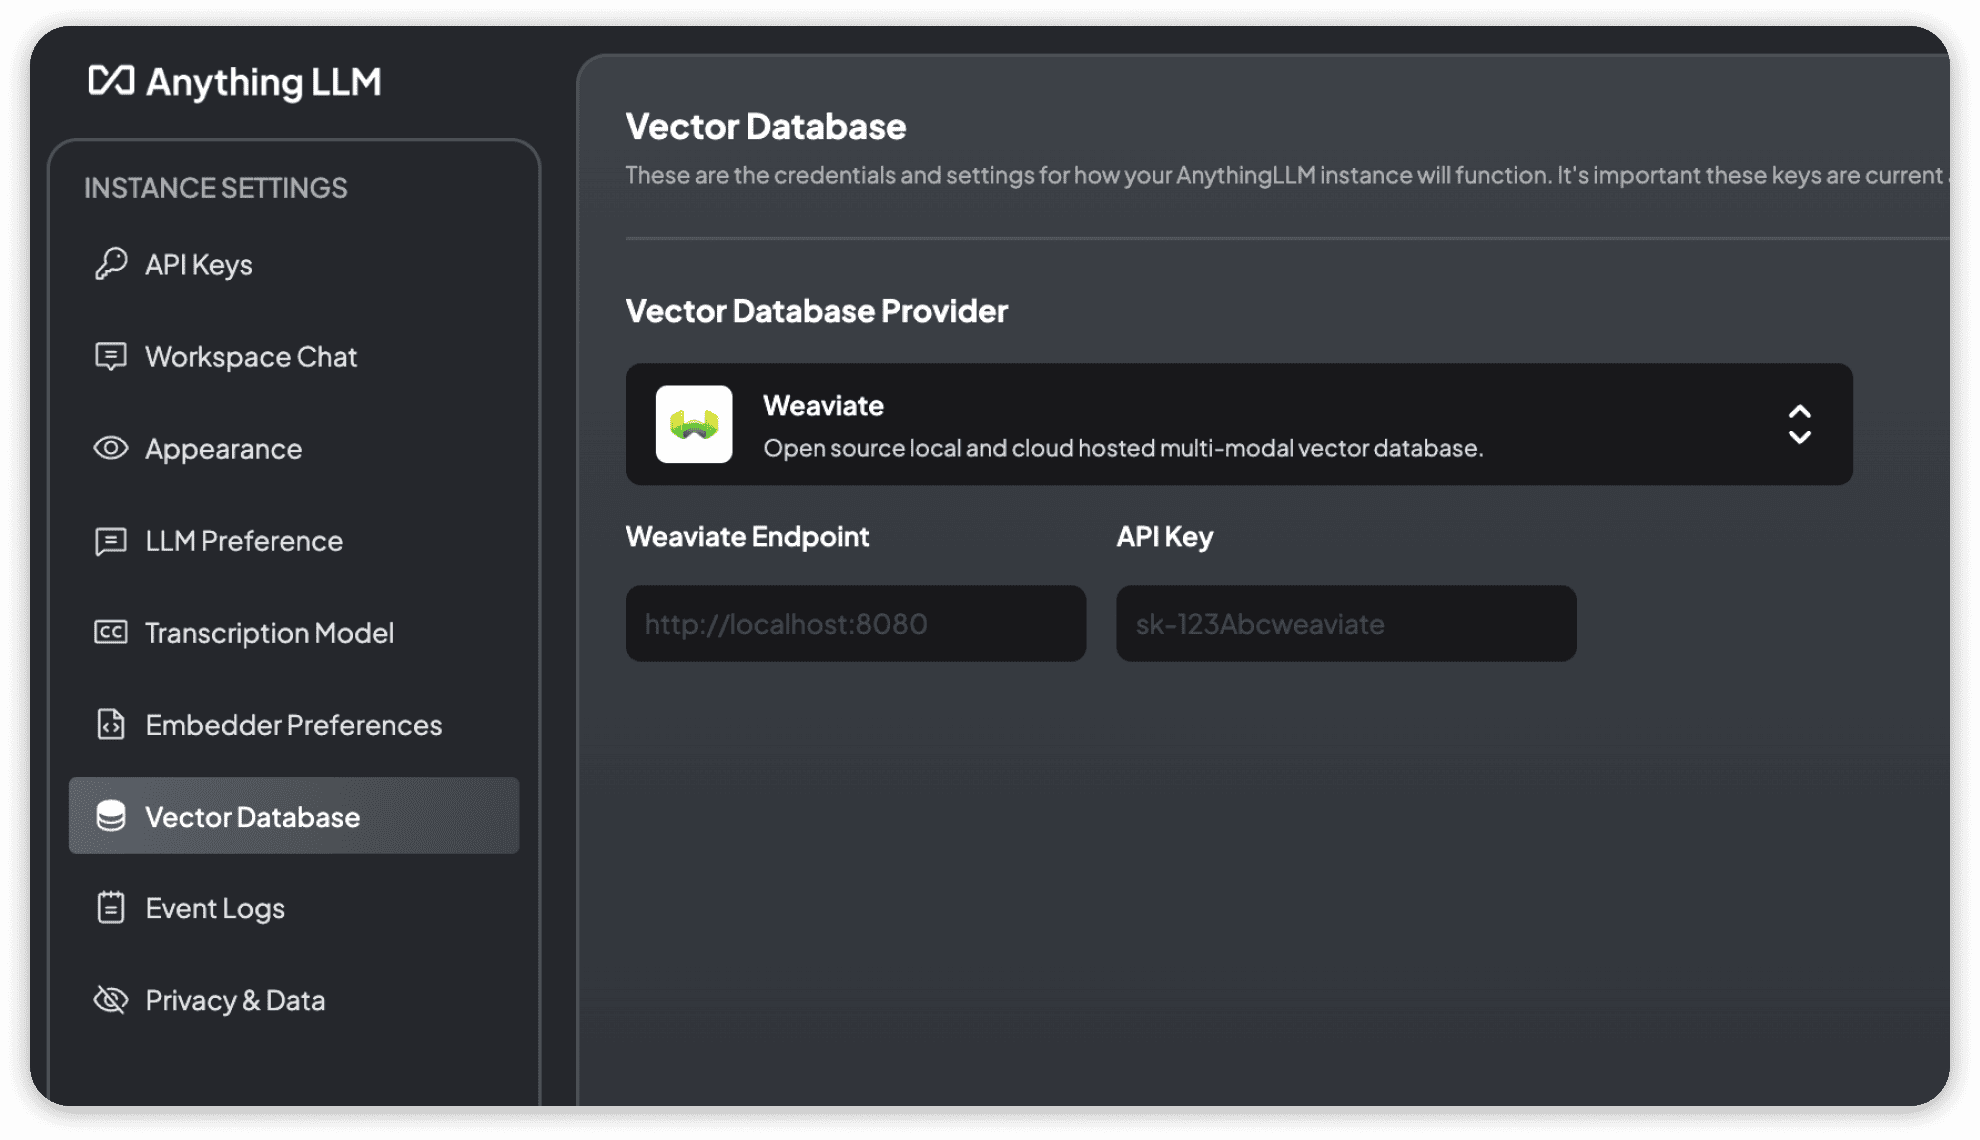 Anything LLM
INSTANCE SETTINGS
API Keys
Workspace Chat
Appearance
LLM Preference
CC Transcription Model
Embedder Preferences
Vector Database
Event Logs
Privacy & Data
Vector Database
These are the credentials and settings for how your AnythingLLM instance will function. It's important these keys are current
Vector Database Provider
Weaviate
Open source local and cloud hosted multi-modal vector database.
Weaviate Endpoint
API Key
http://localhost:8080
sk-123Abcweaviate